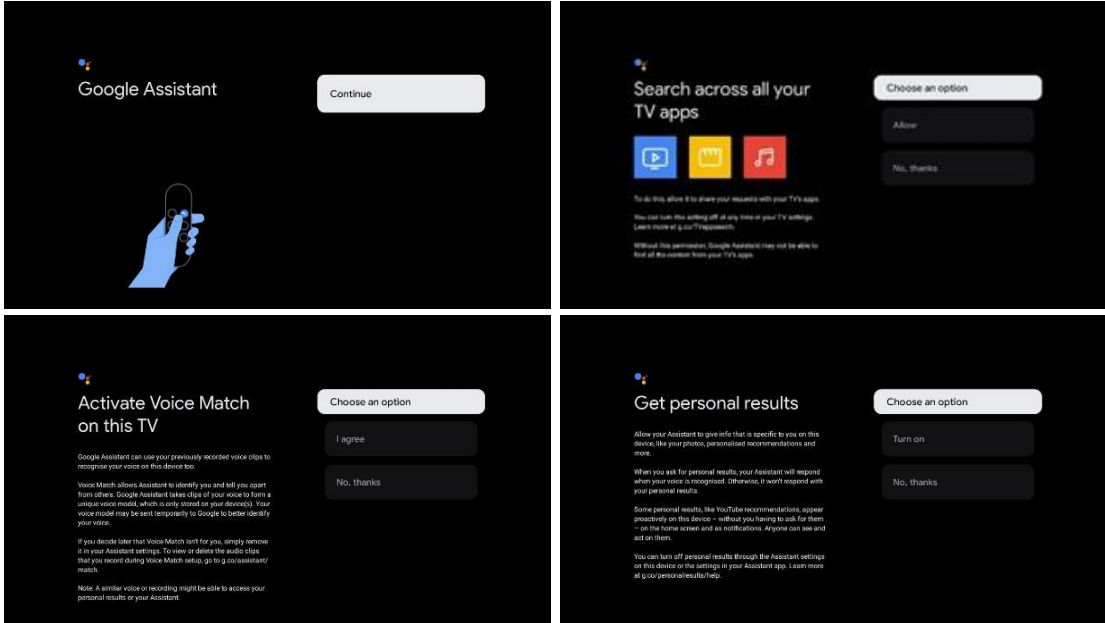 Google Assistant
Continue
Search across all your
TV apps
To do this, allow it to share your requests with your TV's apps.
You can turn this setting off at any time in your TV settings.
Learn more at g.co/TVappsearch.
Without this permission, Google Assistant may not be able to
find all the content from your TV's apps.
Choose an option
Allow
No, thanks
Activate Voice Match
on this TV
Google Assistant can use your previously recorded voice clips to
recognise your voice on this device too.
Voice Match allows Assistant to identify you and tell you apart
from others. Google Assistant takes clips of your voice to form a
unique voice model, which is only stored on your device(s). Your
voice model may be sent temporarily to Google to better identify
your voice.
If you decide later that Voice Match isn't for you, simply remove
it in your Assistant settings. To view or delete the audio clips
that you record during Voice Match setup, go to g.co/assistant/
match.
Note: A similar voice or recording might be able to access your
personal results or your Assistant.
Choose an option
I agree
No, thanks
Get personal results
Allow your Assistant to give info that is specific to you on this
device, like your photos, personalised recommendations and
more.
When you ask for personal results, your Assistant will respond
when your voice is recognised. Otherwise, it won't respond with
your personal results.
Some personal results, like YouTube recommendations, appear
proactively on this device – without you having to ask for them
– on the home screen and as notifications. Anyone can see and
act on them.
You can turn off personal results through the Assistant settings
on this device or the settings in your Assistant app. Learn more
at g.co/personalresults/help.
Choose an option
Turn on
No, thanks